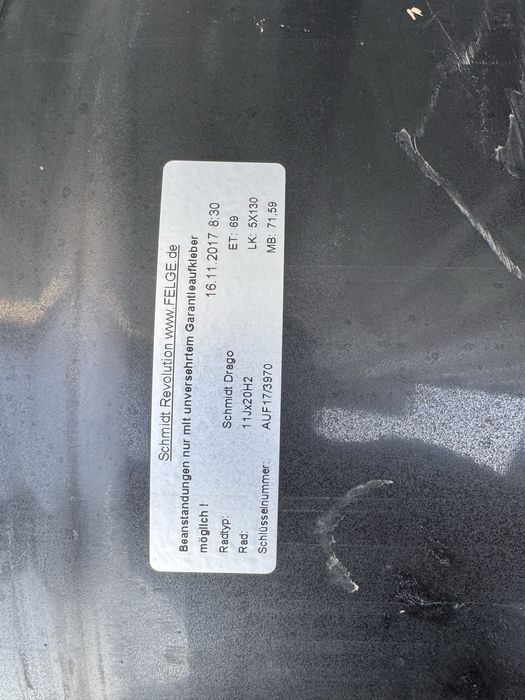 Schmidt Revolution www.FELGE.de
Beanstandungen nur mit unversehrtem Garantieaufkleber
möglich ! 16.11.2017 8:30
Radtyp: Schmidt Drago ET: 69
Rad: 11Jx20H2 LK: 5X130
Schlüsselnummer: AUF17/3970 MB: 71,59